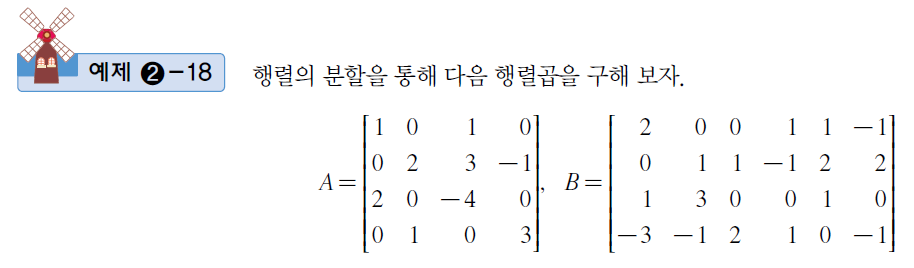 예제 ❷-18 행렬의 분할을 통해 다음 행렬곱을 구해 보자.
A= [1 0 1 0], B= [2 0 0 1 1 -1]
[0 2 3 -1] [0 1 1 -1 2 2]
[2 0 -4 0] [1 3 0 0 1 0]
[0 1 0 3] [-3 -1 2 1 0 -1]